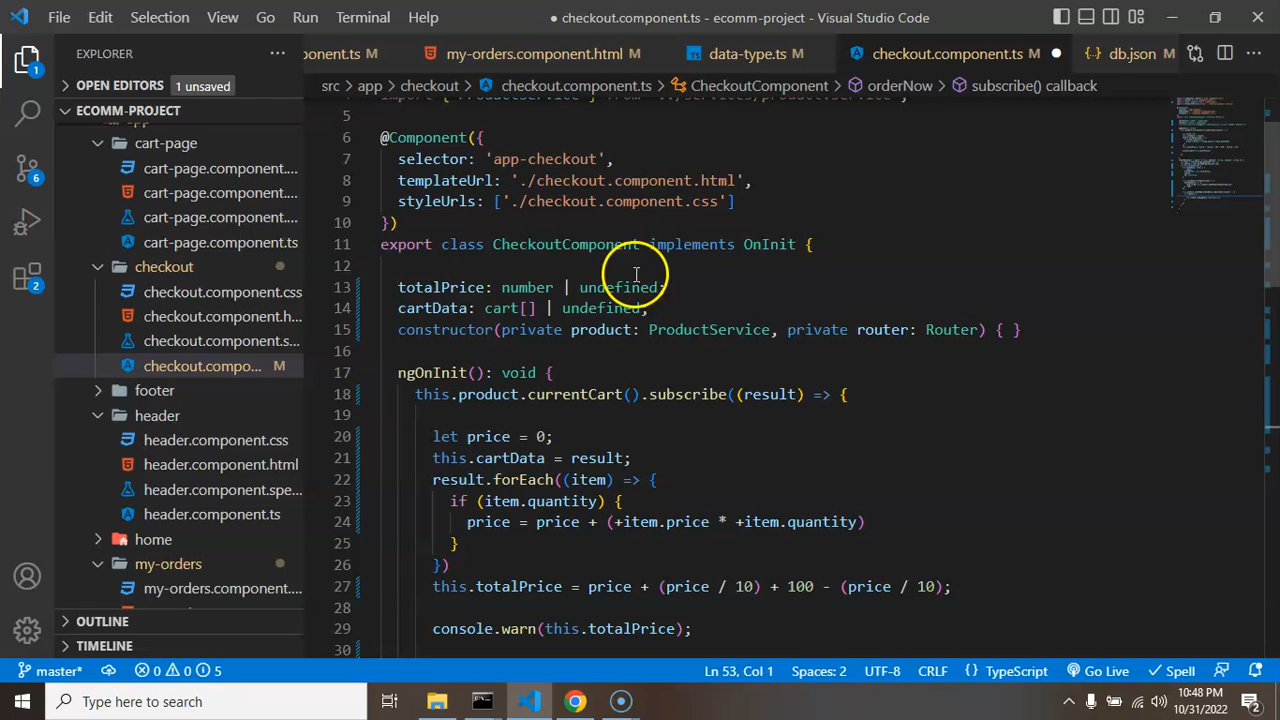 File Edit Selection View Go Run Terminal Help
checkout.component.ts - ecomm-project - Visual Studio Code
EXPLORER
ponent.ts M my-orders.component.html data-type.ts M checkout.component.ts M db.json M
OPEN EDITORS 1 unsaved
src > app > checkout > checkout.component.ts > CheckoutComponent > orderNow > subscribe() callback
ECOMM-PROJECT
cart-page
cart-page.component....
cart-page.component....
cart-page.component....
cart-page.component.ts
checkout
checkout.component.css
checkout.component.h...
checkout.component.s...
checkout.compo... M
footer
header
header.component.css
header.component.html
header.component.spe...
header.component.ts
home
my-orders
my-orders.component....
OUTLINE
TIMELINE
5
6 @Component({
7 selector: 'app-checkout',
8 templateUrl: './checkout.component.html',
9 styleUrls: ['./checkout.component.css']
10 })
11 export class CheckoutComponent implements OnInit {
12
13 totalPrice: number | undefined;
14 cartData: cart[] | undefined;
15 constructor(private product: ProductService, private router: Router) { }
16
17 ngOnInit(): void {
18 this.product.currentCart().subscribe((result) => {
19
20 let price = 0;
21 this.cartData = result;
22 result.forEach((item) => {
23 if (item.quantity) {
24 price = price + (+item.price * +item.quantity)
25 }
26 })
27 this.totalPrice = price + (price / 10) + 100 - (price / 10);
28
29 console.warn(this.totalPrice);
30
1
6
2
master* 0 0 5 Ln 53, Col 1 Spaces: 2 UTF-8 CRLF { } TypeScript Go Live Spell
Type here to search
10:48 PM
10/31/2022
2